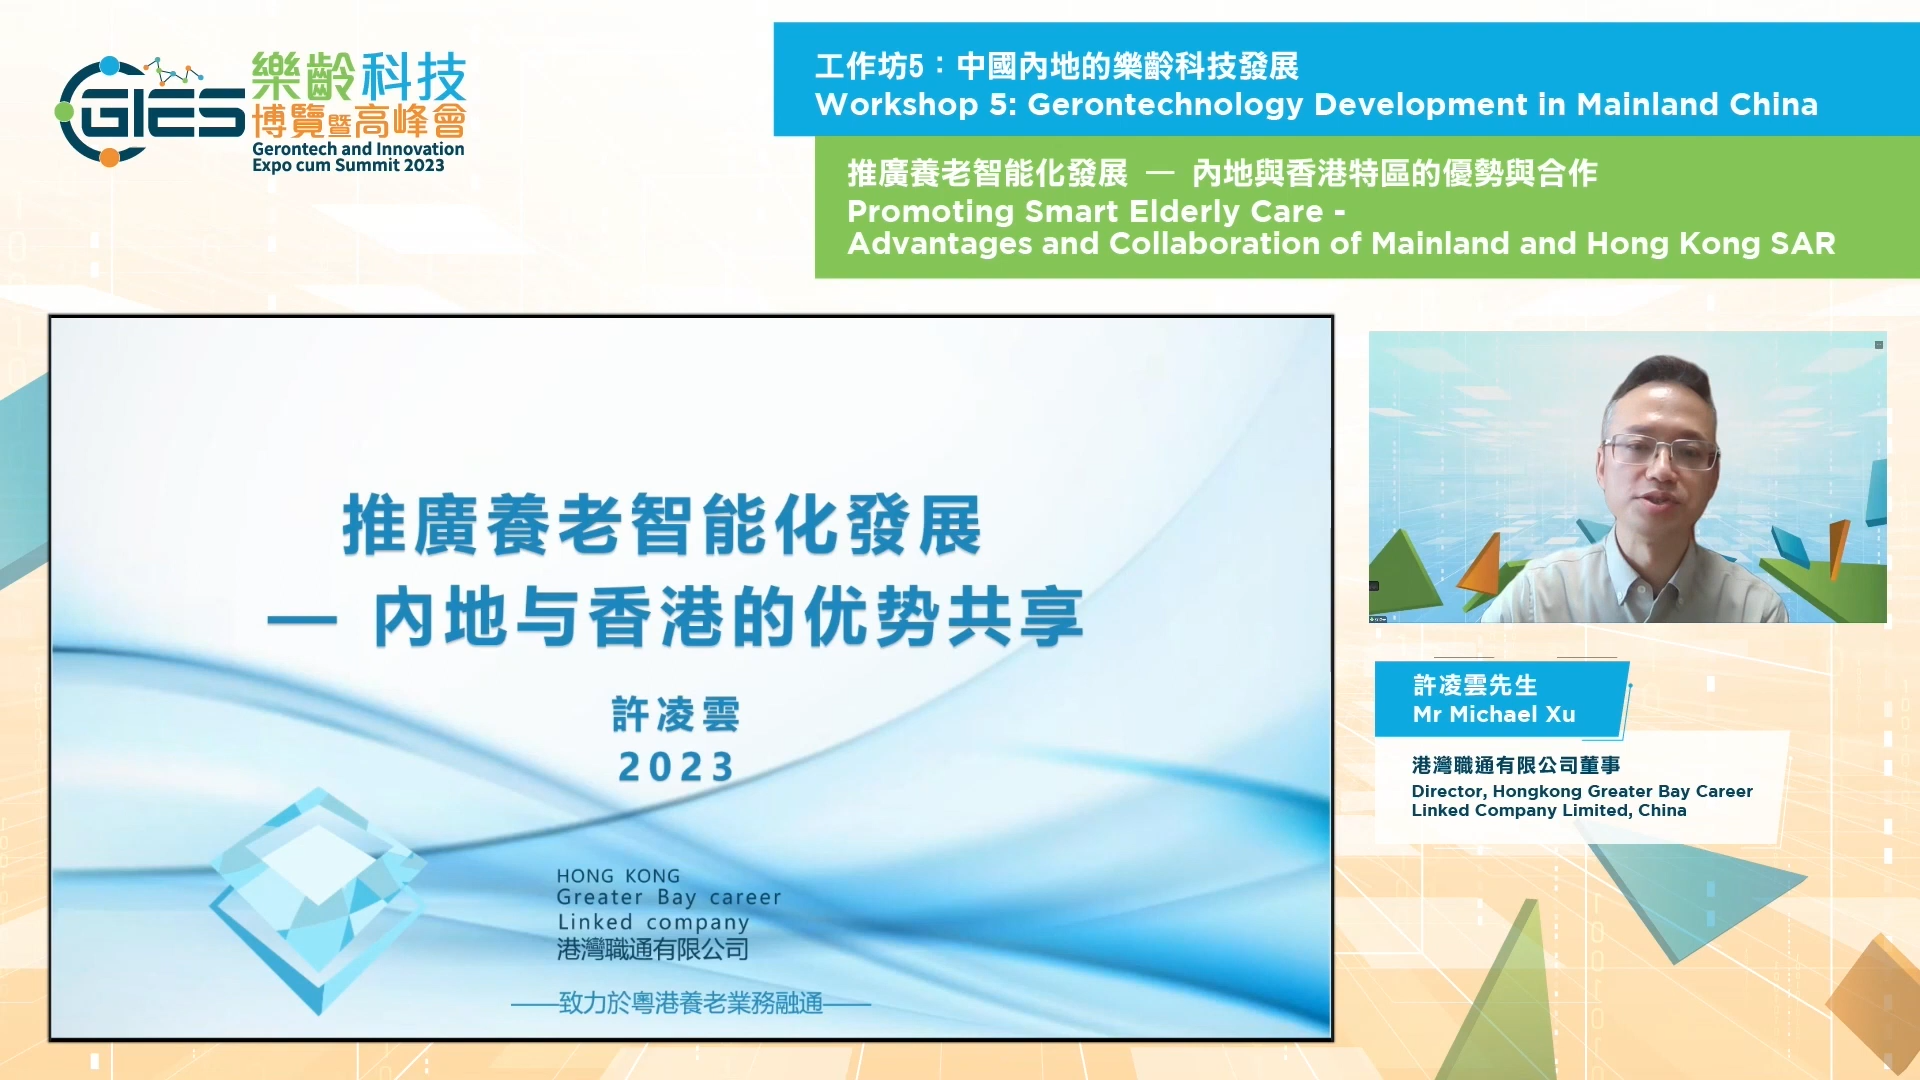 GIES
樂齡科技
博覽暨高峰會
Gerontech and Innovation
Expo cum Summit 2023
工作坊5：中國內地的樂齡科技發展
Workshop 5: Gerontechnology Development in Mainland China
推廣養老智能化發展 — 內地與香港特區的優勢與合作
Promoting Smart Elderly Care -
Advantages and Collaboration of Mainland and Hong Kong SAR
推廣養老智能化發展
— 內地与香港的优势共享
許凌雲
2023
HONG KONG
Greater Bay career
Linked company
港灣職通有限公司
——致力於粵港養老業務融通——
許凌雲先生
Mr Michael Xu
港灣職通有限公司董事
Director, Hongkong Greater Bay Career
Linked Company Limited, China